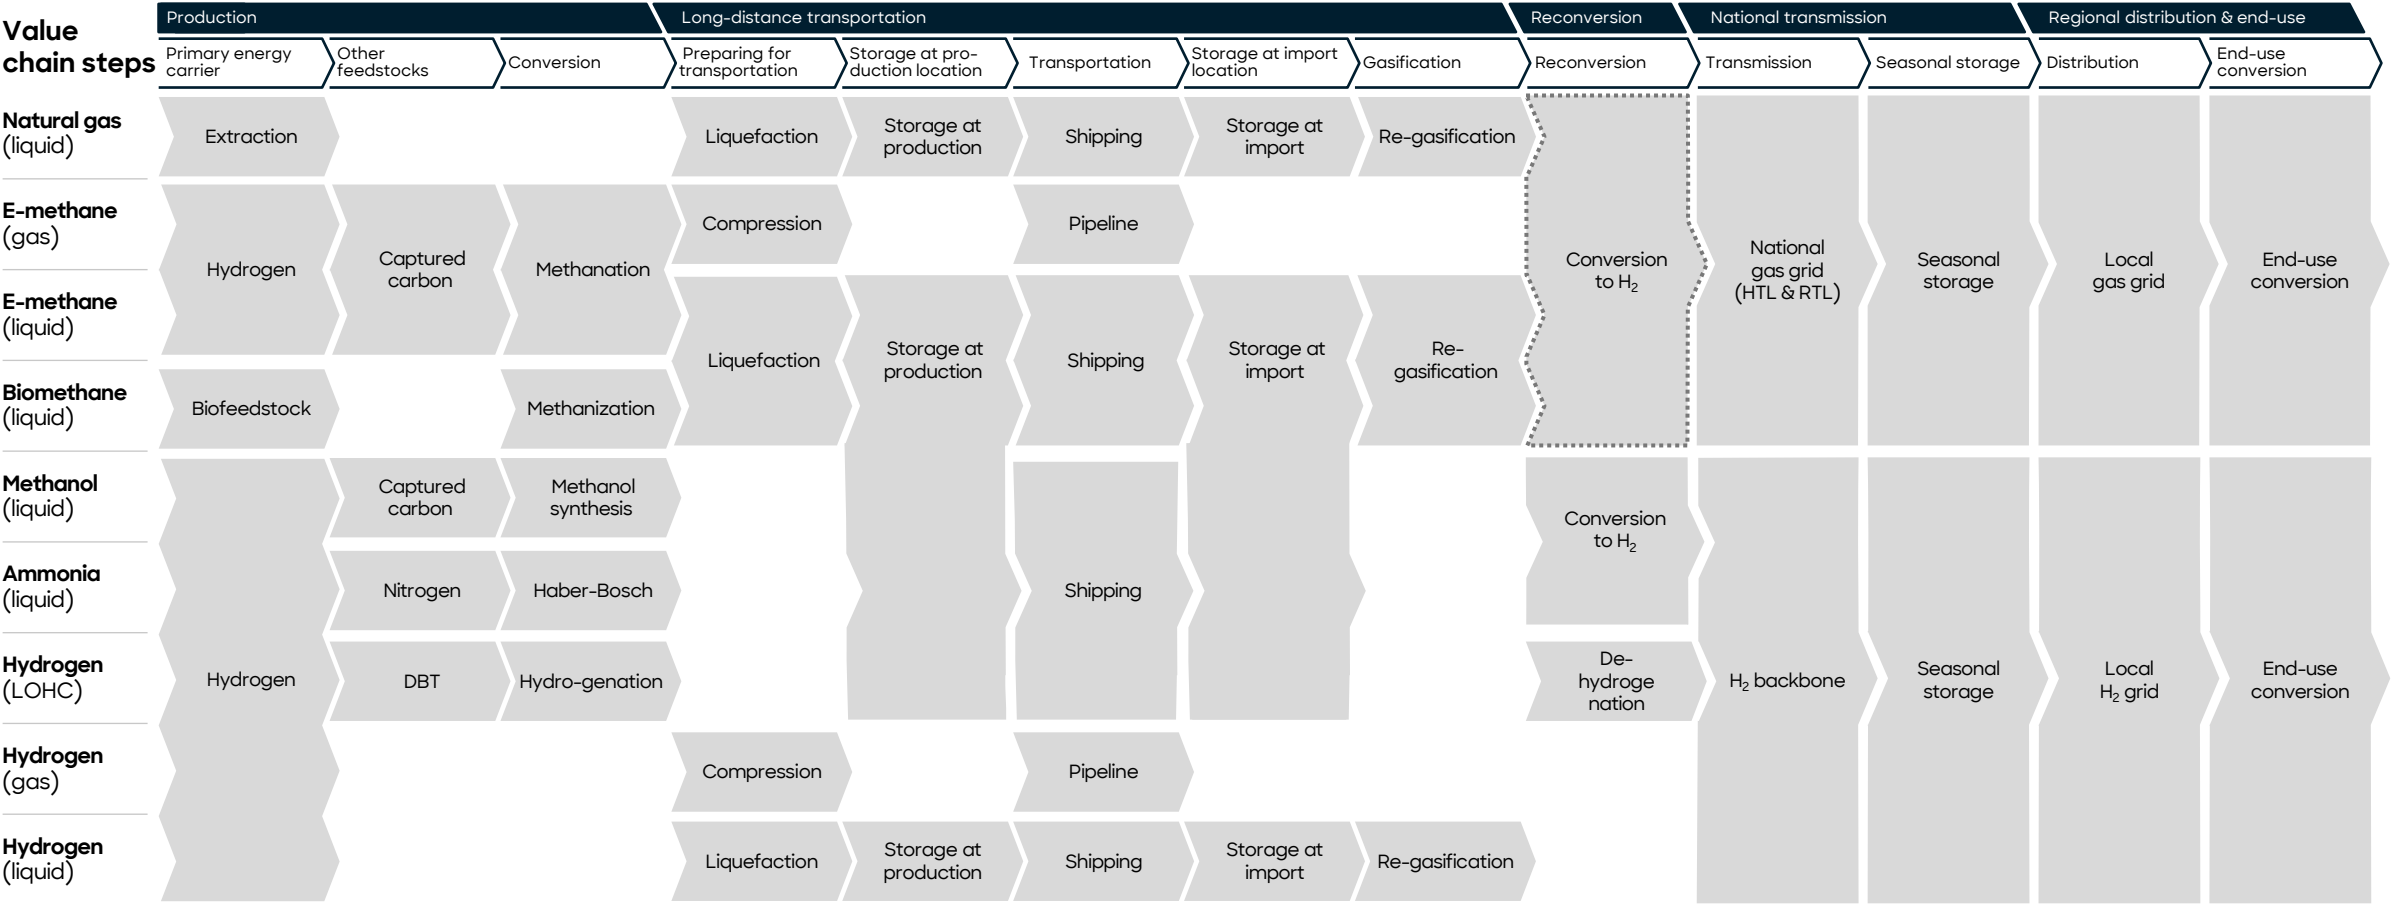 Value
chain steps
Production
Long-distance transportation
Reconversion
National transmission
Regional distribution & end-use
Primary energy
carrier
Other
feedstocks
Conversion
Preparing for
transportation
Storage at pro-
duction location
Transportation
Storage at import
location
Gasification
Reconversion
Transmission
Seasonal storage
Distribution
End-use
conversion
Natural gas
(liquid)
Extraction
Liquefaction
Storage at
production
Shipping
Storage at
import
Re-gasification
E-methane
(gas)
Compression
Pipeline
Hydrogen
Captured
carbon
Methanation
Conversion
to H₂
National
gas grid
(HTL & RTL)
Seasonal
storage
Local
gas grid
End-use
conversion
E-methane
(liquid)
Liquefaction
Storage at
production
Shipping
Storage at
import
Re-
gasification
Biomethane
(liquid)
Biofeedstock
Methanization
Methanol
(liquid)
Captured
carbon
Methanol
synthesis
Conversion
to H₂
Ammonia
(liquid)
Nitrogen
Haber-Bosch
Shipping
Hydrogen
(LOHC)
Hydrogen
DBT
Hydro-genation
De-
hydroge
nation
H₂ backbone
Seasonal
storage
Local
H₂ grid
End-use
conversion
Hydrogen
(gas)
Compression
Pipeline
Hydrogen
(liquid)
Liquefaction
Storage at
production
Shipping
Storage at
import
Re-gasification